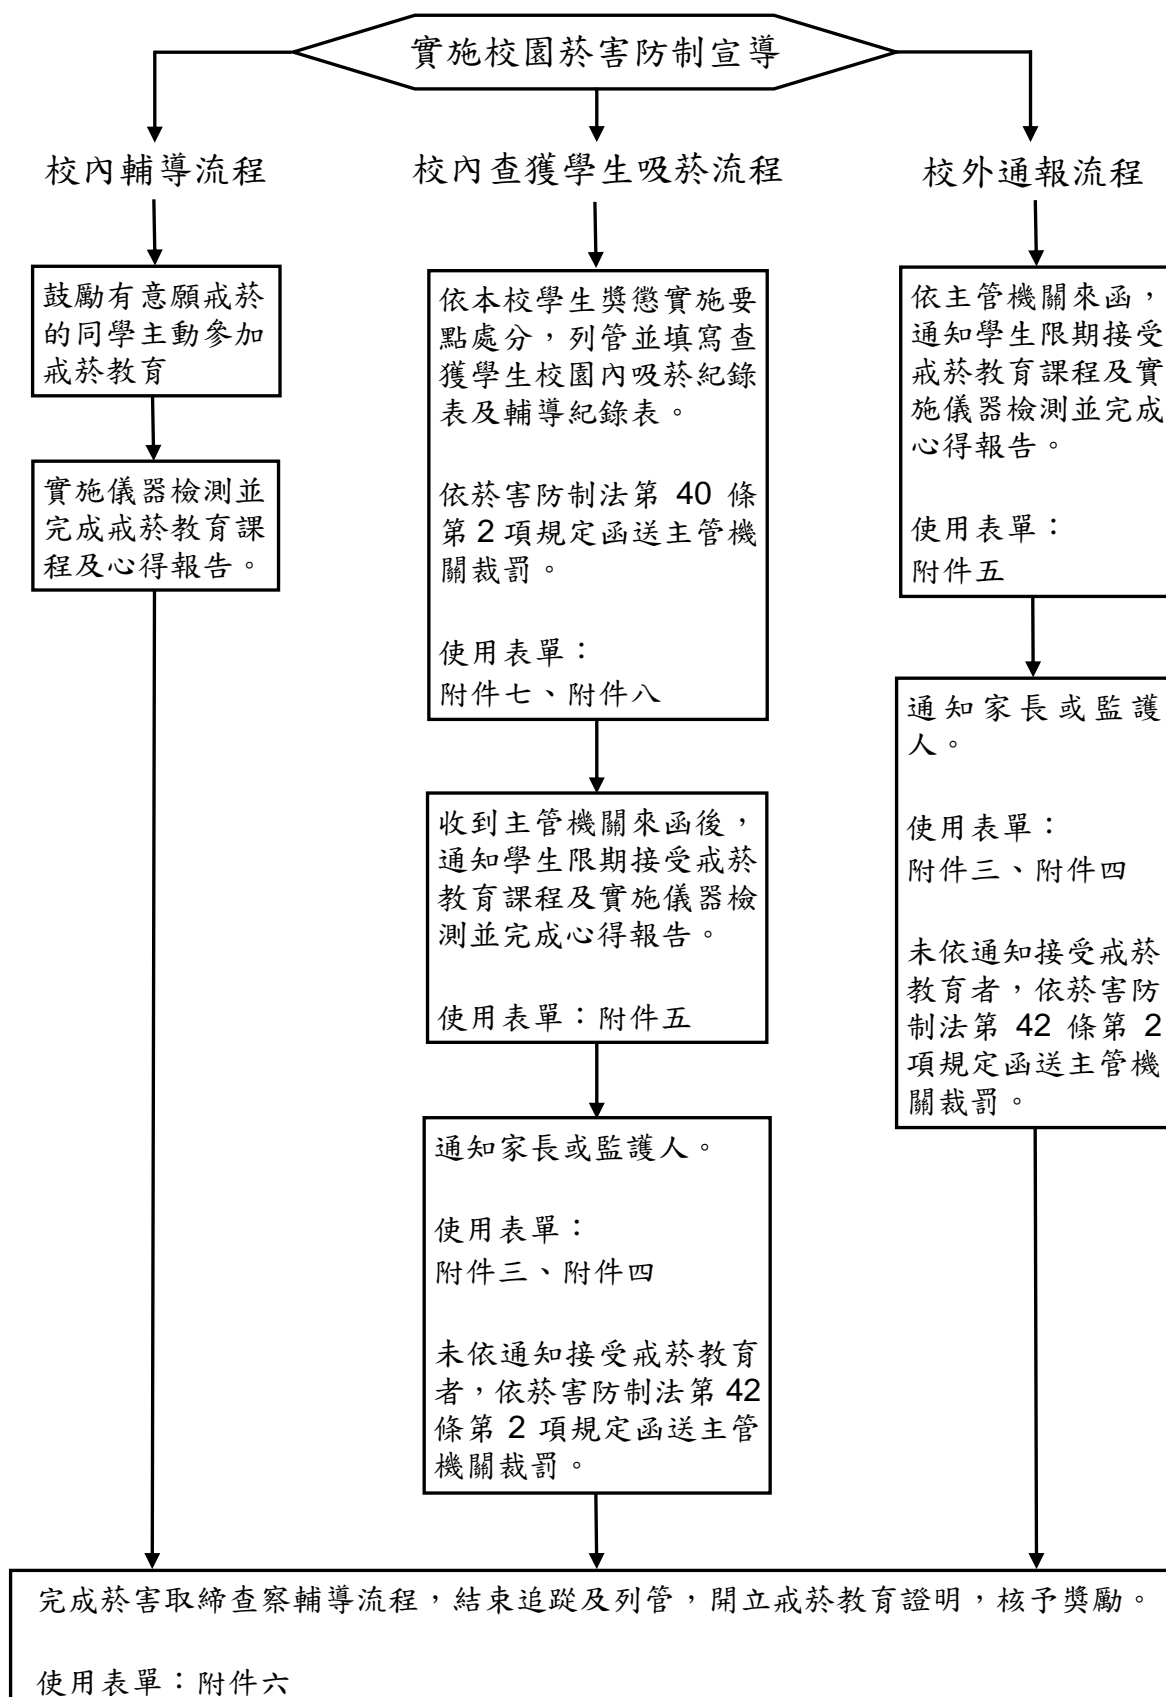 實施校園菸害防制宣導
校內輔導流程
鼓勵有意願戒菸
的同學主動參加
戒菸教育
實施儀器檢測並
完成戒菸教育課
程及心得報告。
校內查獲學生吸菸流程
依本校學生獎懲實施要
點處分，列管並填寫查
獲學生校園內吸菸紀錄
表及輔導紀錄表。
依菸害防制法第 40 條
第 2 項規定函送主管機
關裁罰。
使用表單：
附件七、附件八
收到主管機關來函後，
通知學生限期接受戒菸
教育課程及實施儀器檢
測並完成心得報告。
使用表單：附件五
通知家長或監護人。
使用表單：
附件三、附件四
未依通知接受戒菸教育
者，依菸害防制法第 42
條第 2 項規定函送主管
機關裁罰。
校外通報流程
依主管機關來函，
通知學生限期接受
戒菸教育課程及實
施儀器檢測並完成
心得報告。
使用表單：
附件五
通知家長或監護
人。
使用表單：
附件三、附件四
未依通知接受戒菸
教育者，依菸害防
制法第 42 條第 2
項規定函送主管機
關裁罰。
完成菸害取締查察輔導流程，結束追蹤及列管，開立戒菸教育證明，核予獎勵。
使用表單：附件六